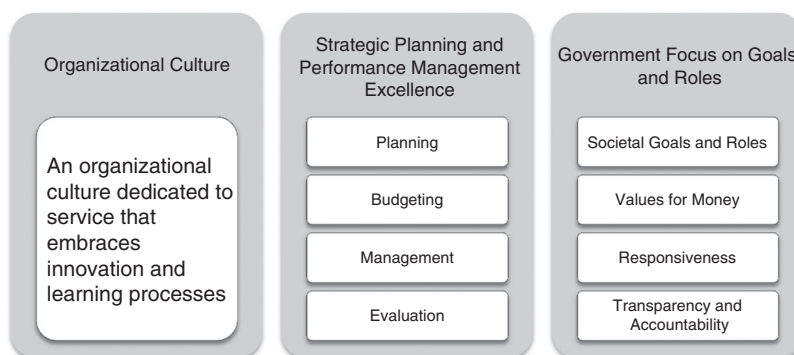 Organizational Culture
An organizational
culture dedicated to
service that
embraces
innovation and
learning processes
Strategic Planning and
Performance Management
Excellence
Planning
Budgeting
Management
Evaluation
Government Focus on Goals
and Roles
Societal Goals and Roles
Values for Money
Responsiveness
Transparency and
Accountability